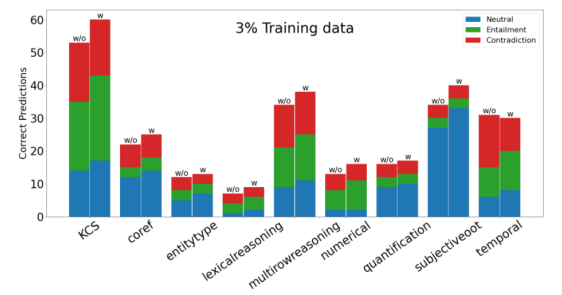 3% Training data
Neutral
Entailment
Contradiction
Correct Predictions
60
50
40
30
20
10
0
w/o w
w/o w
w/o w
w/o w
w/o w
w/o w
w/o w
w/o w
w/o w
KCS
coref
entitytype
lexicalreasoning
multirowreasoning
numerical
quantification
subjectiveoot
temporal